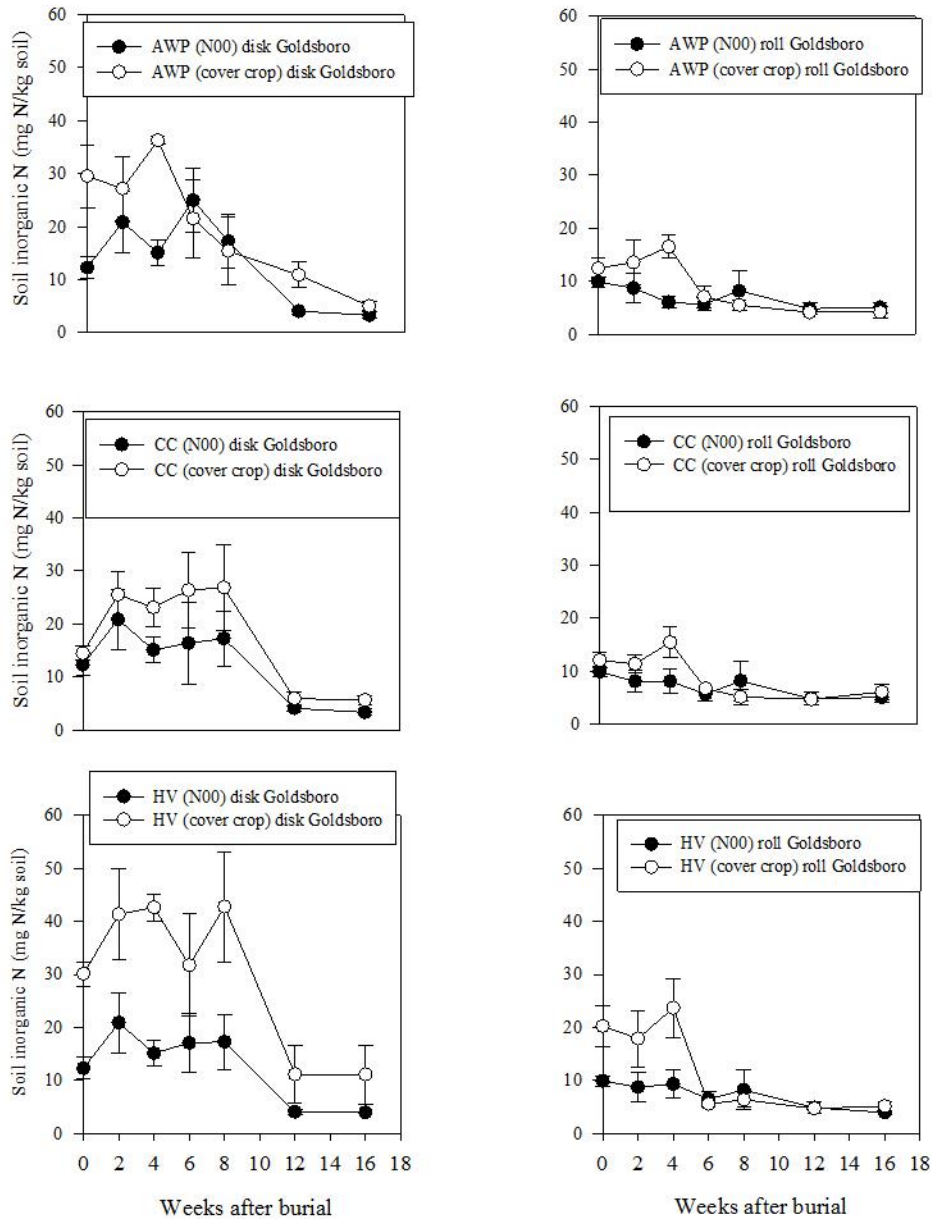 60
50
40
30
20
10
0
Soil inorganic N (mg N/kg soil)
AWP (N00) disk Goldsboro
AWP (cover crop) disk Goldsboro
60
50
40
30
20
10
0
AWP (N00) roll Goldsboro
AWP (cover crop) roll Goldsboro
60
50
40
30
20
10
0
Soil inorganic N (mg N/kg soil)
CC (N00) disk Goldsboro
CC (cover crop) disk Goldsboro
60
50
40
30
20
10
0
CC (N00) roll Goldsboro
CC (cover crop) roll Goldsboro
60
50
40
30
20
10
0
Soil inorganic N (mg N/kg soil)
HV (N00) disk Goldsboro
HV (cover crop) disk Goldsboro
0 2 4 6 8 10 12 14 16 18
Weeks after burial
60
50
40
30
20
10
0
HV (N00) roll Goldsboro
HV (cover crop) roll Goldsboro
0 2 4 6 8 10 12 14 16 18
Weeks after burial